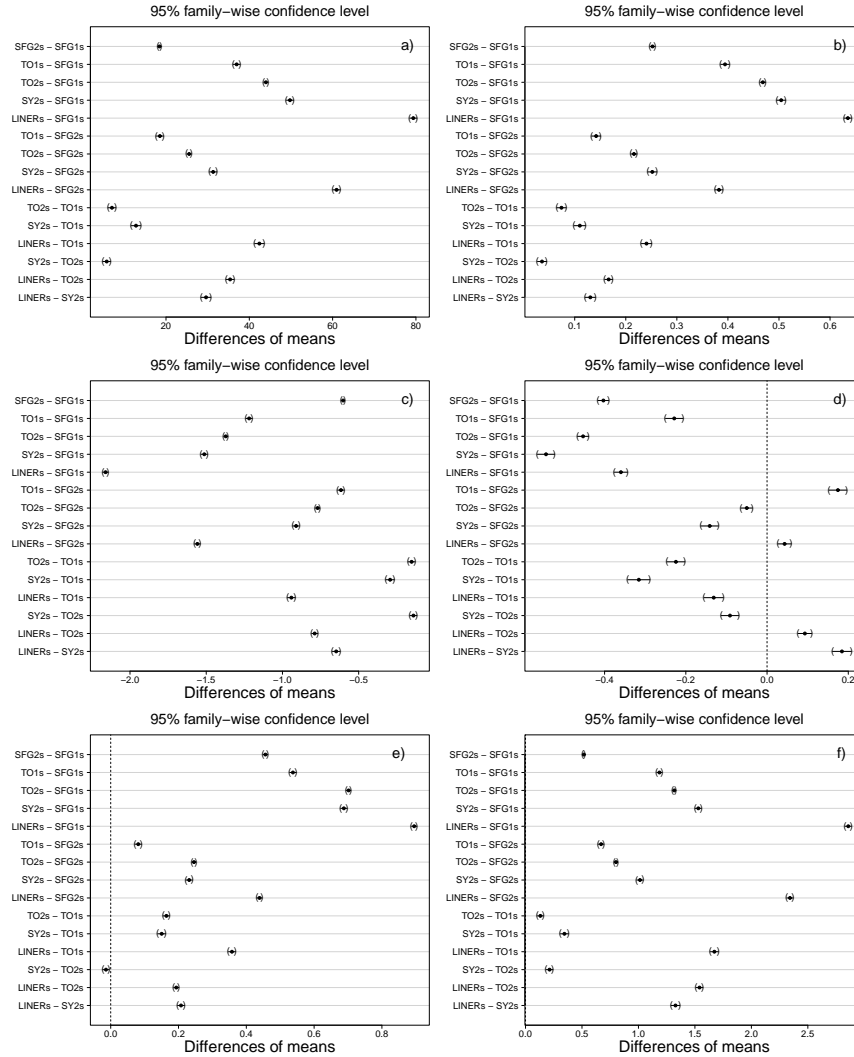 95% family−wise confidence level
a)
SFG2s − SFG1s
TO1s − SFG1s
TO2s − SFG1s
SY2s − SFG1s
LINERs − SFG1s
TO1s − SFG2s
TO2s − SFG2s
SY2s − SFG2s
LINERs − SFG2s
TO2s − TO1s
SY2s − TO1s
LINERs − TO1s
SY2s − TO2s
LINERs − TO2s
LINERs − SY2s
20 40 60 80
Differences of means
95% family−wise confidence level
b)
SFG2s − SFG1s
TO1s − SFG1s
TO2s − SFG1s
SY2s − SFG1s
LINERs − SFG1s
TO1s − SFG2s
TO2s − SFG2s
SY2s − SFG2s
LINERs − SFG2s
TO2s − TO1s
SY2s − TO1s
LINERs − TO1s
SY2s − TO2s
LINERs − TO2s
LINERs − SY2s
0.1 0.2 0.3 0.4 0.5 0.6
Differences of means
95% family−wise confidence level
c)
SFG2s − SFG1s
TO1s − SFG1s
TO2s − SFG1s
SY2s − SFG1s
LINERs − SFG1s
TO1s − SFG2s
TO2s − SFG2s
SY2s − SFG2s
LINERs − SFG2s
TO2s − TO1s
SY2s − TO1s
LINERs − TO1s
SY2s − TO2s
LINERs − TO2s
LINERs − SY2s
−2.0 −1.5 −1.0 −0.5
Differences of means
95% family−wise confidence level
d)
SFG2s − SFG1s
TO1s − SFG1s
TO2s − SFG1s
SY2s − SFG1s
LINERs − SFG1s
TO1s − SFG2s
TO2s − SFG2s
SY2s − SFG2s
LINERs − SFG2s
TO2s − TO1s
SY2s − TO1s
LINERs − TO1s
SY2s − TO2s
LINERs − TO2s
LINERs − SY2s
−0.4 −0.2 0.0 0.2
Differences of means
95% family−wise confidence level
e)
SFG2s − SFG1s
TO1s − SFG1s
TO2s − SFG1s
SY2s − SFG1s
LINERs − SFG1s
TO1s − SFG2s
TO2s − SFG2s
SY2s − SFG2s
LINERs − SFG2s
TO2s − TO1s
SY2s − TO1s
LINERs − TO1s
SY2s − TO2s
LINERs − TO2s
LINERs − SY2s
0.0 0.2 0.4 0.6 0.8
Differences of means
95% family−wise confidence level
f)
SFG2s − SFG1s
TO1s − SFG1s
TO2s − SFG1s
SY2s − SFG1s
LINERs − SFG1s
TO1s − SFG2s
TO2s − SFG2s
SY2s − SFG2s
LINERs − SFG2s
TO2s − TO1s
SY2s − TO1s
LINERs − TO1s
SY2s − TO2s
LINERs − TO2s
LINERs − SY2s
0.0 0.5 1.0 1.5 2.0 2.5
Differences of means